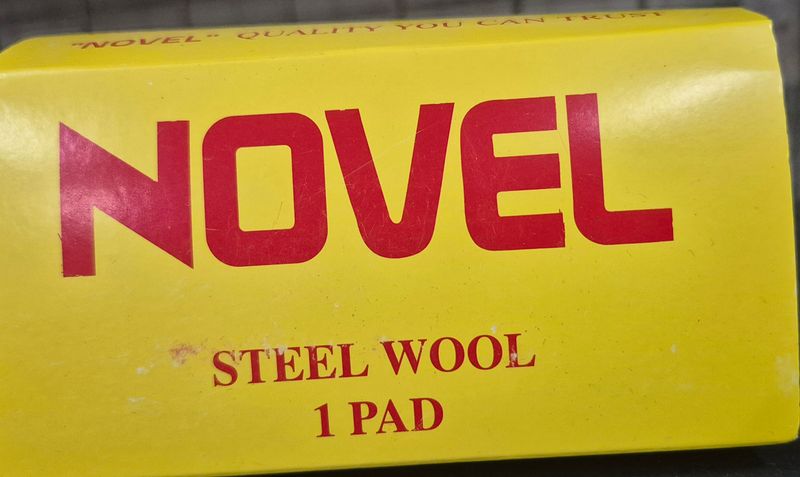 "NOVEL" QUALITY YOU CAN TRUST
NOVEL
STEEL WOOL
1 PAD